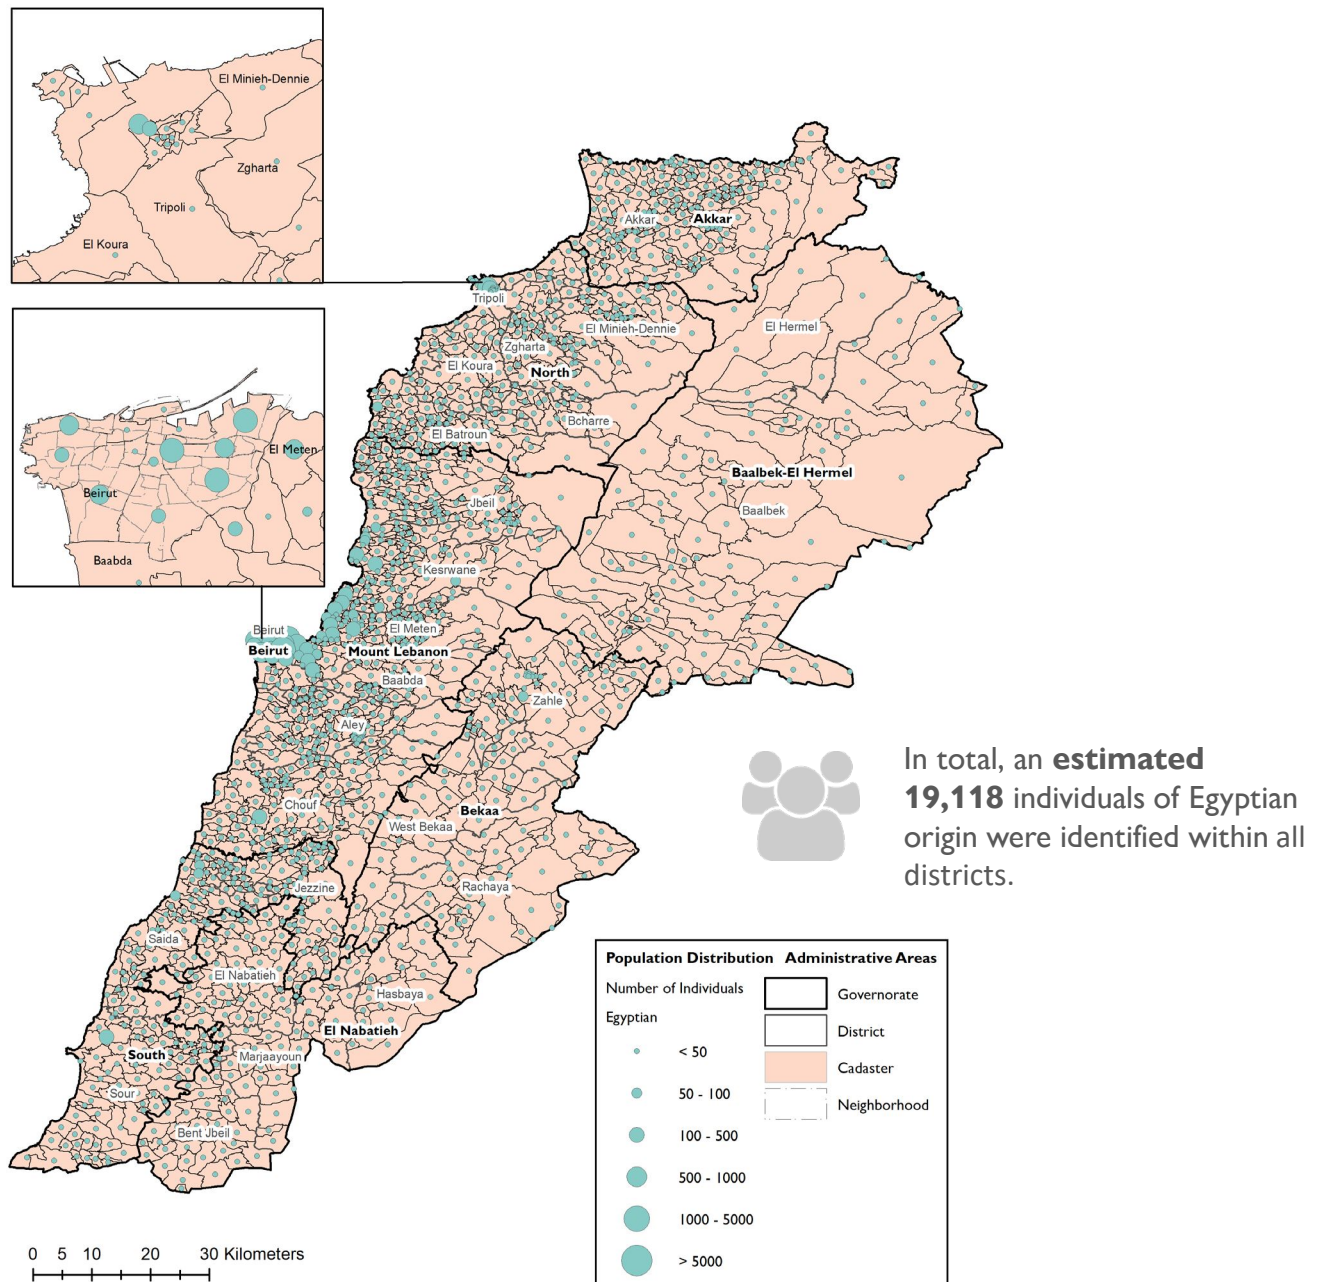 El Minieh-Dennie
Zgharta
Tripoli
El Koura
El Meten
Beirut
Baabda
Akkar
Akkar
Tripoli
El Minieh-Dennie
El Hermel
Zgharta
El Koura
North
Bcharre
El Batroun
Baalbek-El Hermel
Jbeil
Baalbek
Kesrwane
Beirut
El Meten
Beirut
Mount Lebanon
Baabda
Zahle
Aley
Chouf
Bekaa
West Bekaa
Jezzine
Rachaya
Saida
El Nabatieh
Hasbaya
El Nabatieh
South
Marjaayoun
Sour
Bent Jbeil
In total, an estimated
19,118 individuals of Egyptian
origin were identified within all
districts.
Population Distribution
Number of Individuals
Egyptian
< 50
50 - 100
100 - 500
500 - 1000
1000 - 5000
> 5000
Administrative Areas
Governorate
District
Cadaster
Neighborhood
0 5 10 20 30 Kilometers